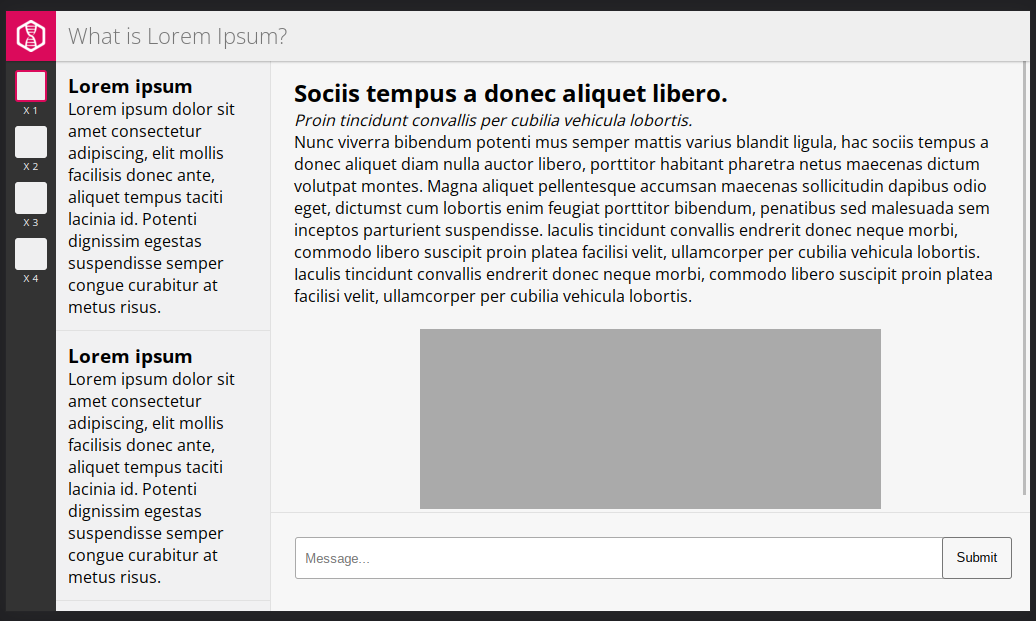 What is Lorem Ipsum?
X 1
X 2
X 3
X 4
Lorem ipsum
Lorem ipsum dolor sit
amet consectetur
adipiscing, elit mollis
facilisis donec ante,
aliquet tempus taciti
lacinia id. Potenti
dignissim egestas
suspendisse semper
congue curabitur at
metus risus.
Lorem ipsum
Lorem ipsum dolor sit
amet consectetur
adipiscing, elit mollis
facilisis donec ante,
aliquet tempus taciti
lacinia id. Potenti
dignissim egestas
suspendisse semper
congue curabitur at
metus risus.
Sociis tempus a donec aliquet libero.
Proin tincidunt convallis per cubilia vehicula lobortis.
Nunc viverra bibendum potenti mus semper mattis varius blandit ligula, hac sociis tempus a
donec aliquet diam nulla auctor libero, porttitor habitant pharetra netus maecenas dictum
volutpat montes. Magna aliquet pellentesque accumsan maecenas sollicitudin dapibus odio
eget, dictumst cum lobortis enim feugiat porttitor bibendum, penatibus sed malesuada sem
inceptos parturient suspendisse. Iaculis tincidunt convallis endrerit donec neque morbi,
commodo libero suscipit proin platea facilisi velit, ullamcorper per cubilia vehicula lobortis.
Iaculis tincidunt convallis endrerit donec neque morbi, commodo libero suscipit proin platea
facilisi velit, ullamcorper per cubilia vehicula lobortis.
Message...
Submit